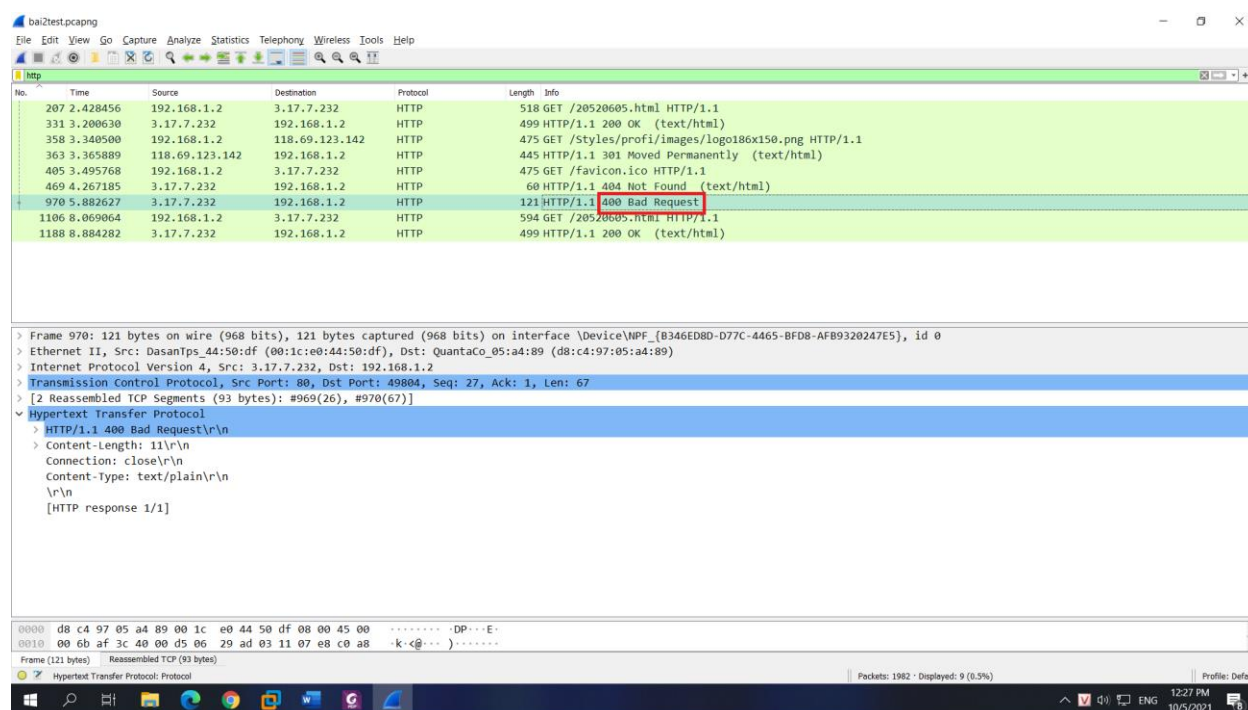 bai2test.pcapng
File Edit View Go Capture Analyze Statistics Telephony Wireless Tools Help
http
No. Time Source Destination Protocol Length Info
207 2.428456 192.168.1.2 3.17.7.232 HTTP 518 GET /20520605.html HTTP/1.1
331 3.200630 3.17.7.232 192.168.1.2 HTTP 499 HTTP/1.1 200 OK (text/html)
358 3.340500 192.168.1.2 118.69.123.142 HTTP 475 GET /Styles/profi/images/logo186x150.png HTTP/1.1
363 3.365889 118.69.123.142 192.168.1.2 HTTP 445 HTTP/1.1 301 Moved Permanently (text/html)
405 3.495768 192.168.1.2 3.17.7.232 HTTP 475 GET /favicon.ico HTTP/1.1
469 4.267185 3.17.7.232 192.168.1.2 HTTP 60 HTTP/1.1 404 Not Found (text/html)
970 5.882627 3.17.7.232 192.168.1.2 HTTP 121 HTTP/1.1 400 Bad Request
1106 8.069064 192.168.1.2 3.17.7.232 HTTP 594 GET /20520605.html HTTP/1.1
1188 8.884282 3.17.7.232 192.168.1.2 HTTP 499 HTTP/1.1 200 OK (text/html)
> Frame 970: 121 bytes on wire (968 bits), 121 bytes captured (968 bits) on interface \Device\NPF_{B346ED8D-D77C-4465-BFD8-AFB9320247E5}, id 0
> Ethernet II, Src: DasanTps_44:50:df (00:1c:e0:44:50:df), Dst: QuantaCo_05:a4:89 (d8:c4:97:05:a4:89)
> Internet Protocol Version 4, Src: 3.17.7.232, Dst: 192.168.1.2
> Transmission Control Protocol, Src Port: 80, Dst Port: 49804, Seq: 27, Ack: 1, Len: 67
> [2 Reassembled TCP Segments (93 bytes): #969(26), #970(67)]
Hypertext Transfer Protocol
> HTTP/1.1 400 Bad Request\r\n
> Content-Length: 11\r\n
Connection: close\r\n
Content-Type: text/plain\r\n
\r\n
[HTTP response 1/1]
0000 d8 c4 97 05 a4 89 00 1c e0 44 50 df 08 00 45 00 ········ ·DP···E·
0010 00 6b af 3c 40 00 d5 06 29 ad 03 11 07 e8 c0 a8 ·k·<@··· )·······
Frame (121 bytes) Reassembled TCP (93 bytes)
Hypertext Transfer Protocol: Protocol Packets: 1982 · Displayed: 9 (0.5%) Profile: Defa
ENG 12:27 PM
10/5/2021